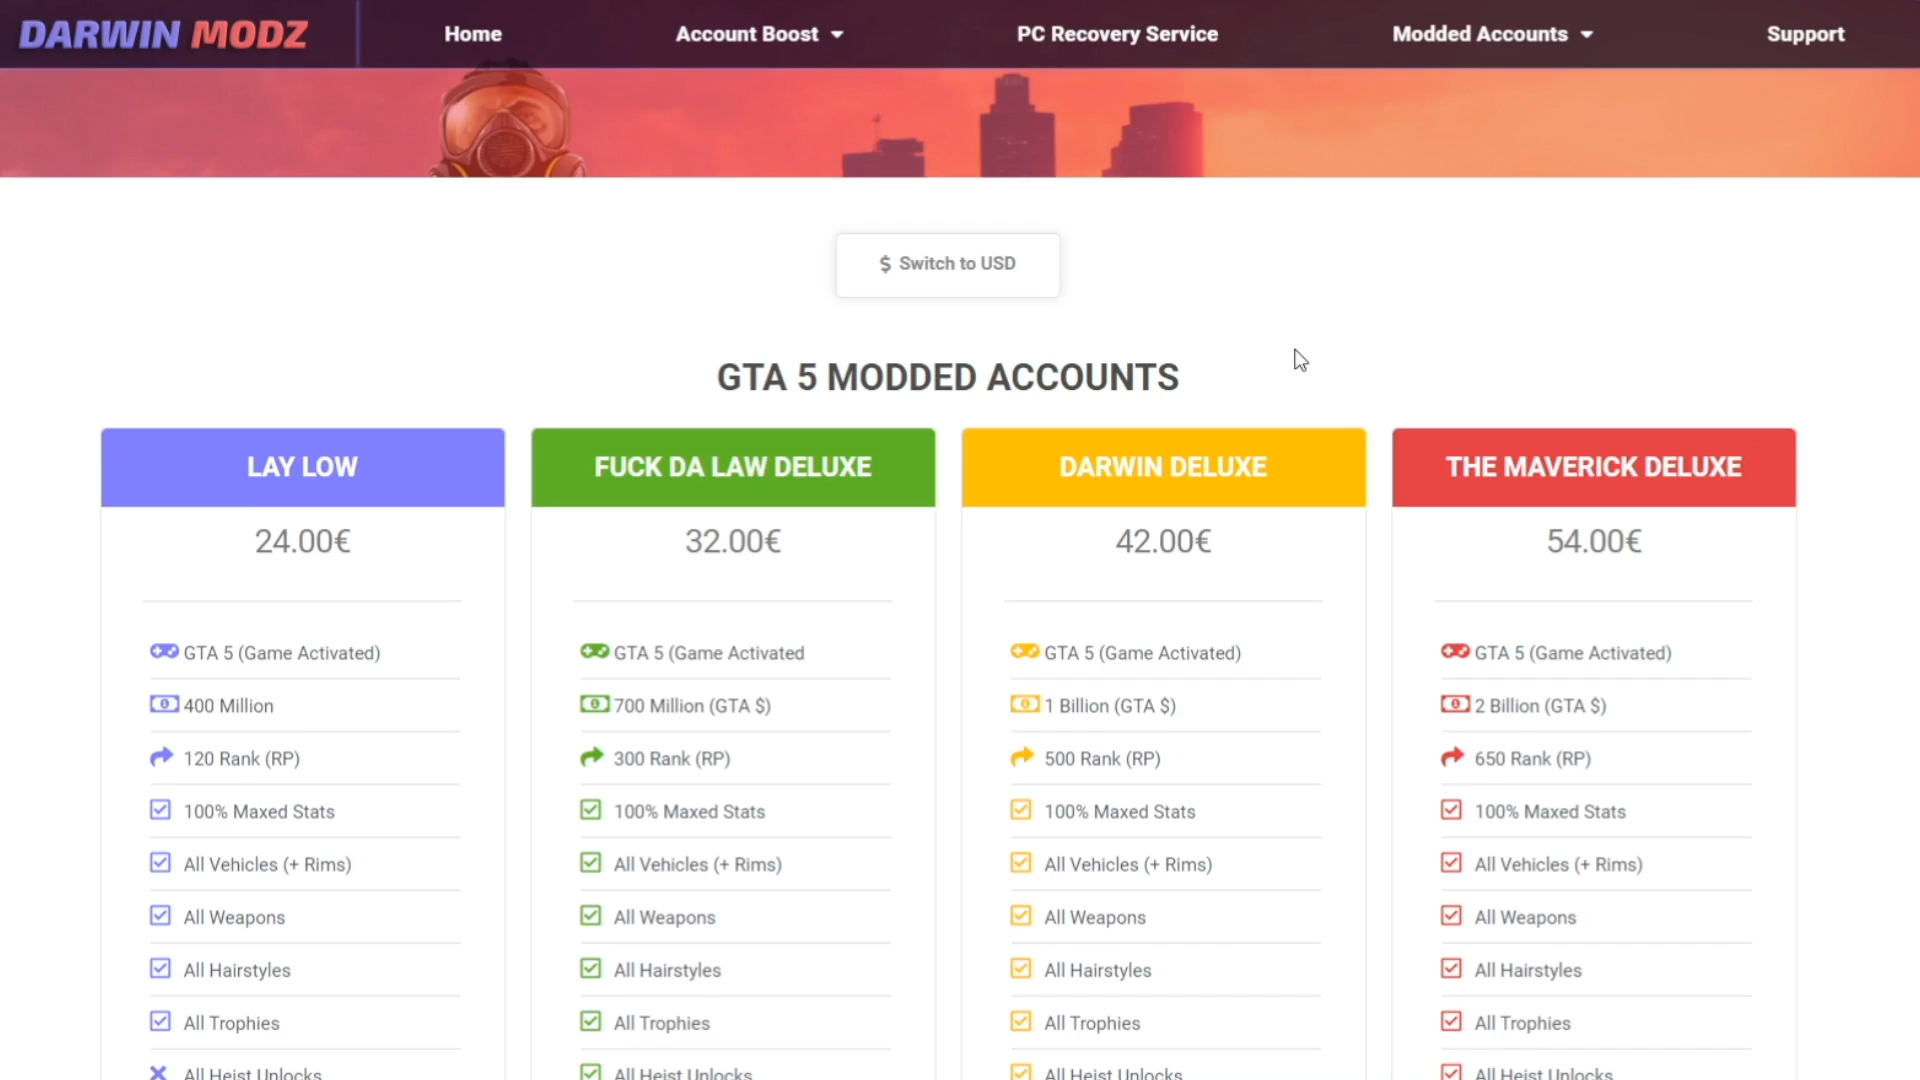 DARWIN MODZ
Home
Account Boost
PC Recovery Service
Modded Accounts
Support
$ Switch to USD
GTA 5 MODDED ACCOUNTS
LAY LOW
24.00€
GTA 5 (Game Activated)
400 Million
120 Rank (RP)
100% Maxed Stats
All Vehicles (+ Rims)
All Weapons
All Hairstyles
All Trophies
All Heist Unlocks
FUCK DA LAW DELUXE
32.00€
GTA 5 (Game Activated
700 Million (GTA $)
300 Rank (RP)
100% Maxed Stats
All Vehicles (+ Rims)
All Weapons
All Hairstyles
All Trophies
All Heist Unlocks
DARWIN DELUXE
42.00€
GTA 5 (Game Activated)
1 Billion (GTA $)
500 Rank (RP)
100% Maxed Stats
All Vehicles (+ Rims)
All Weapons
All Hairstyles
All Trophies
All Heist Unlocks
THE MAVERICK DELUXE
54.00€
GTA 5 (Game Activated)
2 Billion (GTA $)
650 Rank (RP)
100% Maxed Stats
All Vehicles (+ Rims)
All Weapons
All Hairstyles
All Trophies
All Heist Unlocks